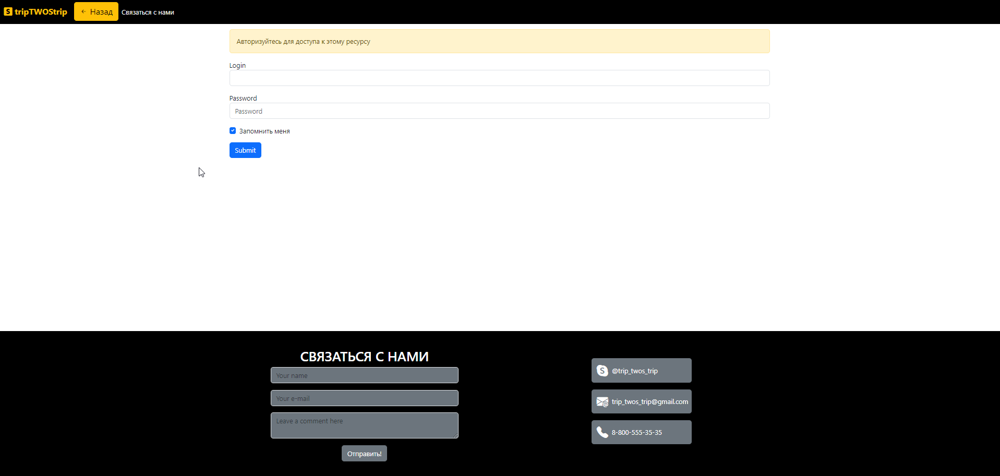 S tripTWOStrip ← Назад Связаться с нами
Авторизуйтесь для доступа к этому ресурсу
Login
Password
Password
Запомнить меня
Submit
СВЯЗАТЬСЯ С НАМИ
Your name
Your e-mail
Leave a comment here
Отправить!
@trip_twos_trip
trip_twos_trip@gmail.com
8-800-555-35-35